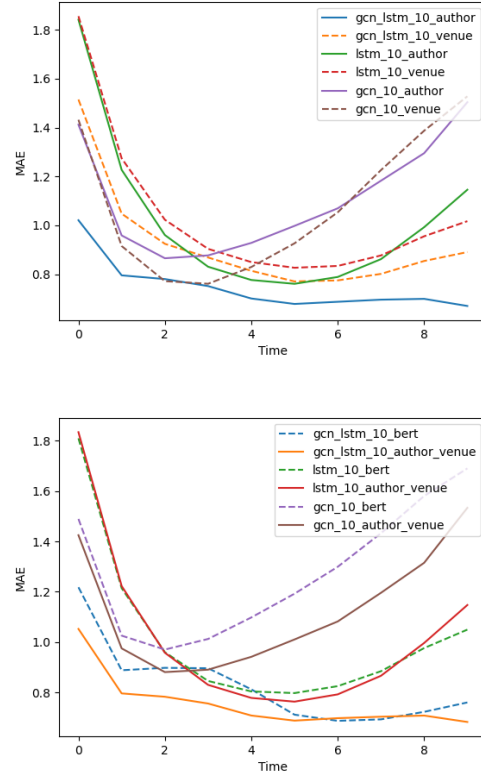 gcn_lstm_10_author
gcn_lstm_10_venue
lstm_10_author
lstm_10_venue
gcn_10_author
gcn_10_venue
1.8
1.6
1.4
1.2
1.0
0.8
MAE
0 2 4 6 8
Time
gcn_lstm_10_bert
gcn_lstm_10_author_venue
lstm_10_bert
lstm_10_author_venue
gcn_10_bert
gcn_10_author_venue
1.8
1.6
1.4
1.2
1.0
0.8
MAE
0 2 4 6 8
Time